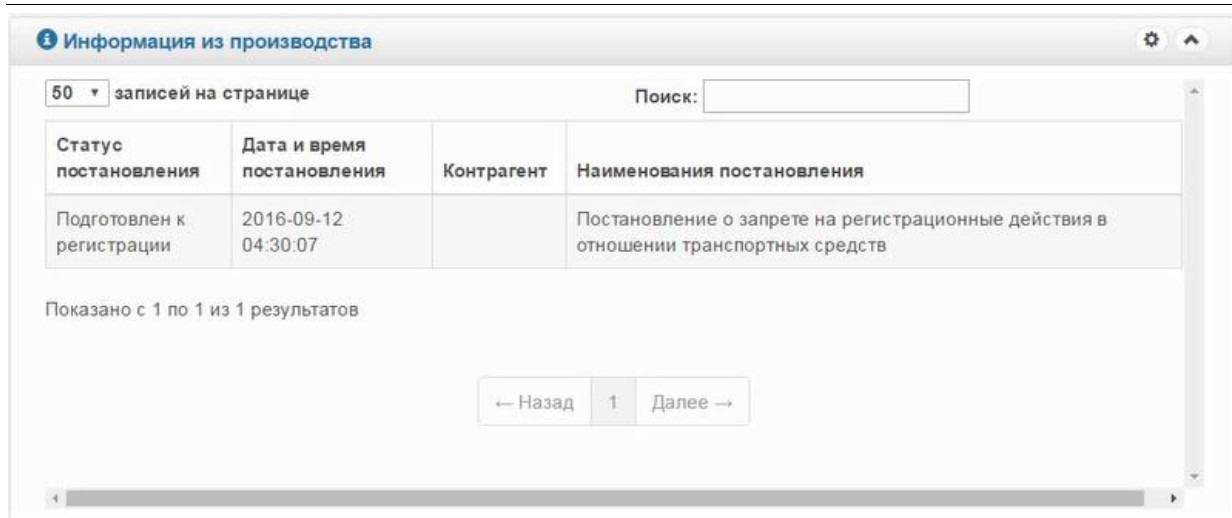 Информация из производства
50 записей на странице
Поиск:
Статус
постановления
Дата и время
постановления
Контрагент
Наименования постановления
Подготовлен к
регистрации
2016-09-12
04:30:07
Постановление о запрете на регистрационные действия в
отношении транспортных средств
Показано с 1 по 1 из 1 результатов
← Назад 1 Далее →